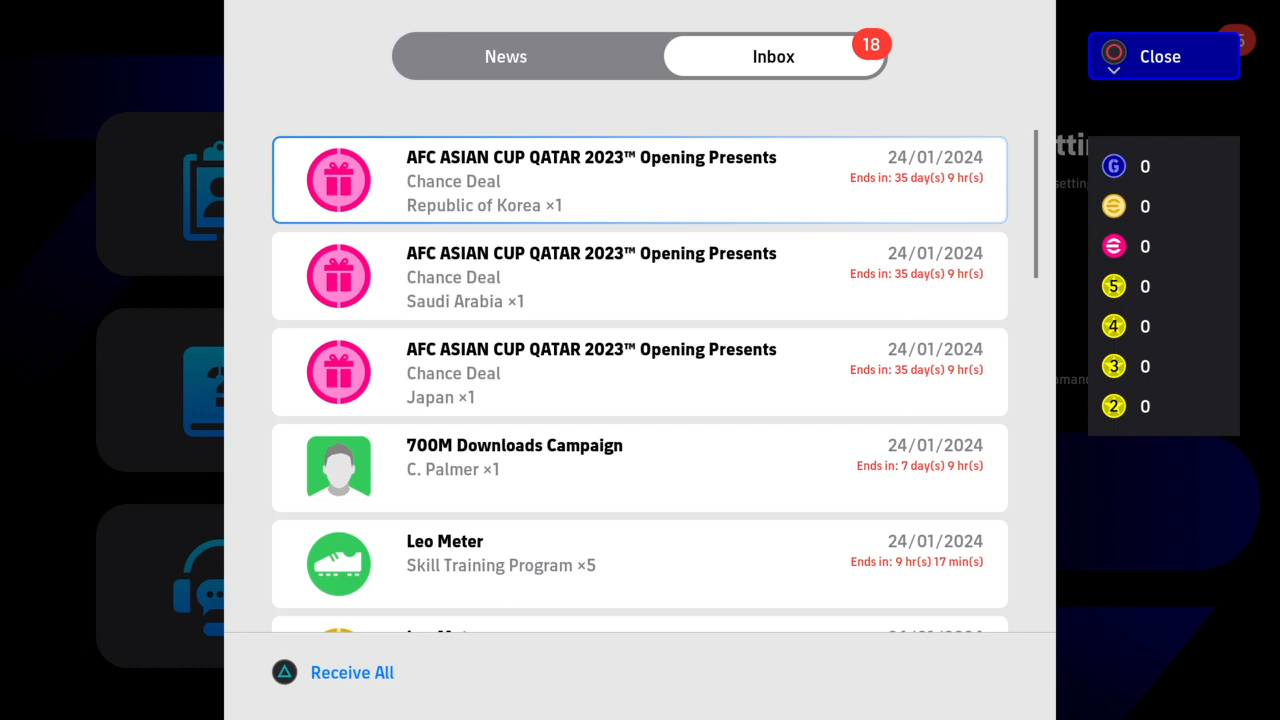 News
Inbox
18
Close
AFC ASIAN CUP QATAR 2023™ Opening Presents
24/01/2024
Chance Deal
Ends in: 35 day(s) 9 hr(s)
Republic of Korea ×1
AFC ASIAN CUP QATAR 2023™ Opening Presents
24/01/2024
Chance Deal
Ends in: 35 day(s) 9 hr(s)
Saudi Arabia ×1
AFC ASIAN CUP QATAR 2023™ Opening Presents
24/01/2024
Chance Deal
Ends in: 35 day(s) 9 hr(s)
Japan ×1
700M Downloads Campaign
24/01/2024
C. Palmer ×1
Ends in: 7 day(s) 9 hr(s)
Leo Meter
24/01/2024
Skill Training Program ×5
Ends in: 9 hr(s) 17 min(s)
Receive All
G 0
0
0
5 0
4 0
3 0
2 0